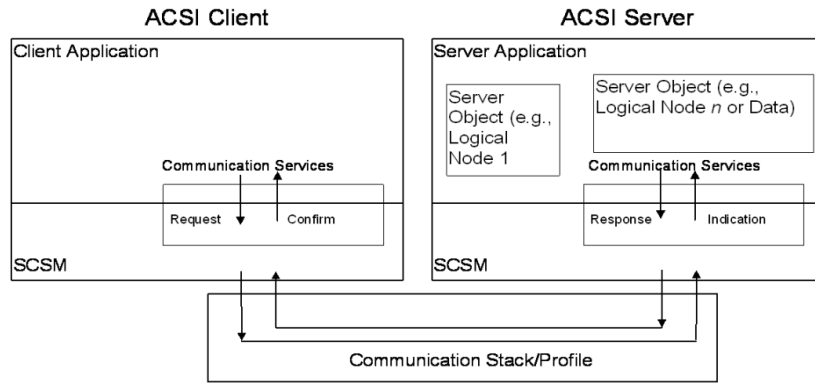 ACSI Client
ACSI Server
Client Application
Server Application
Server
Object (e.g.,
Logical
Node 1
Server Object (e.g.,
Logical Node n or Data)
Communication Services
Communication Services
Request
Confirm
Response
Indication
SCSM
SCSM
Communication Stack/Profile